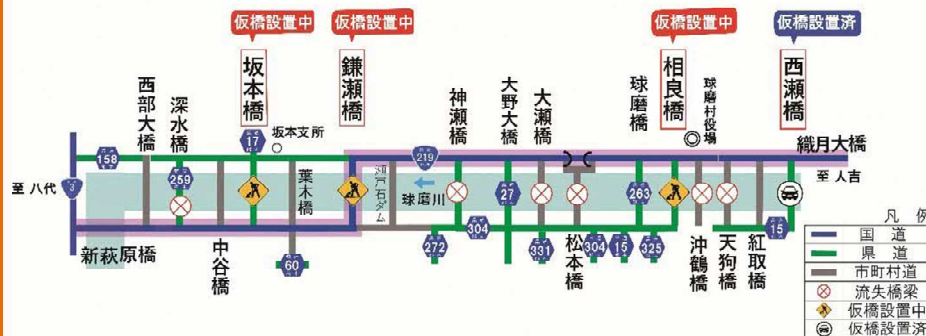 仮橋設置中
仮橋設置中
仮橋設置中
仮橋設置済
西部大橋
深水橋
坂本橋
坂本支所
鎌瀬橋
神瀬橋
大野大橋
大瀬橋
球磨橋
相良橋
球磨村役場
西瀬橋
織月大橋
158
17
219
至 八代
3
259
葉木橋
瀬戸石ダム
球磨川
27
263
至 人吉
新萩原橋
中谷橋
60
272
304
331
松本橋
304
15
325
沖鶴橋
天狗橋
紅取橋
15
凡 例
国 道
県 道
市町村道
流失橋梁
仮橋設置中
仮橋設置済